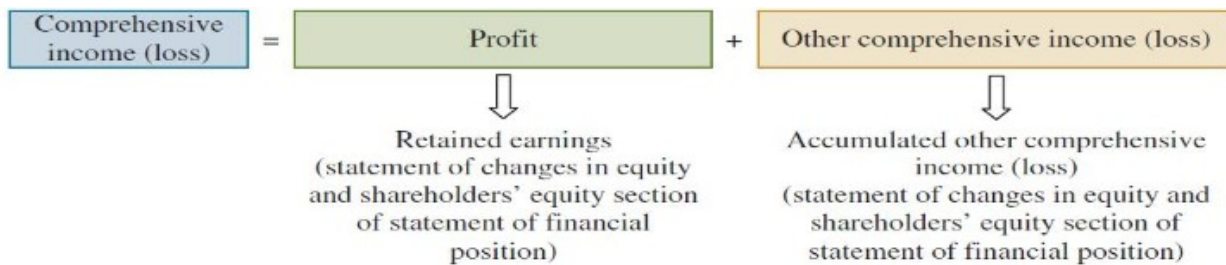 Comprehensive
income (loss)
=
Profit
+
Other comprehensive income (loss)
Retained earnings
(statement of changes in equity
and shareholders' equity section
of statement of financial
position)
Accumulated other comprehensive
income (loss)
(statement of changes in equity and
shareholders' equity section of
statement of financial position)